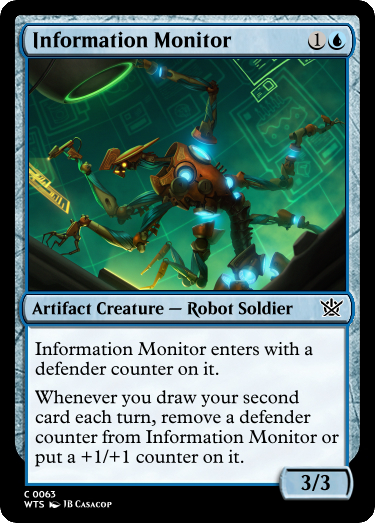 Information Monitor 1
Artifact Creature — Robot Soldier
Information Monitor enters with a
defender counter on it.
Whenever you draw your second
card each turn, remove a defender
counter from Information Monitor or
put a +1/+1 counter on it.
3/3
C 0063
WTS JB Casacop